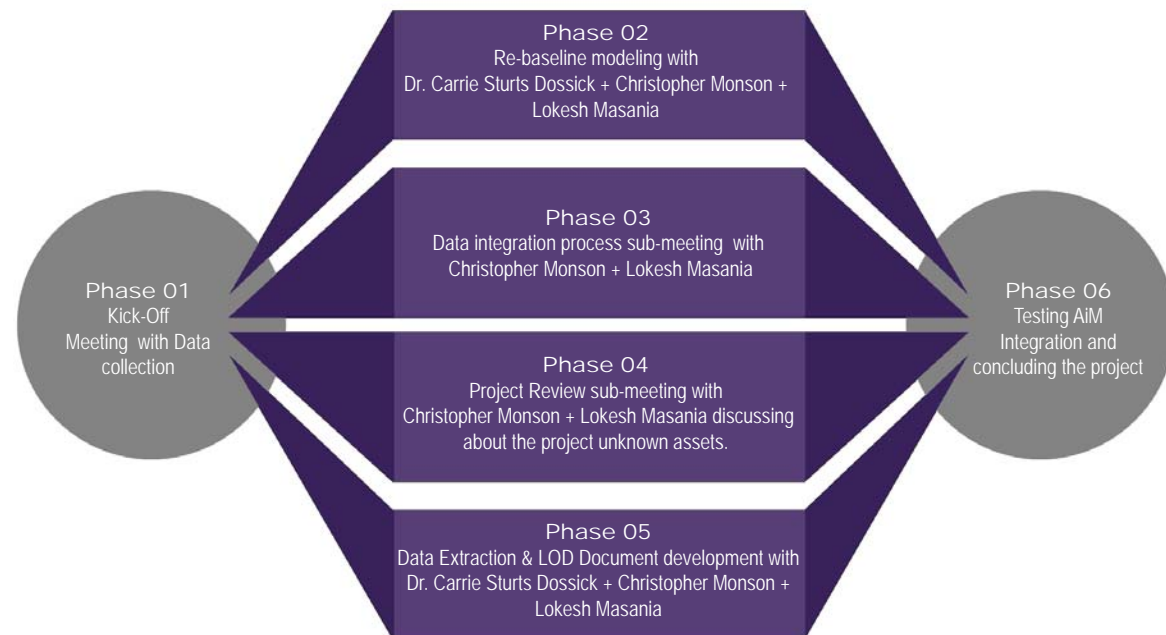 Phase 01
Kick-Off
Meeting with Data
collection
Phase 02
Re-baseline modeling with
Dr. Carrie Sturts Dossick + Christopher Monson +
Lokesh Masania
Phase 03
Data integration process sub-meeting with
Christopher Monson + Lokesh Masania
Phase 04
Project Review sub-meeting with
Christopher Monson + Lokesh Masania discussing
about the project unknown assets.
Phase 05
Data Extraction & LOD Document development with
Dr. Carrie Sturts Dossick + Christopher Monson +
Lokesh Masania
Phase 06
Testing AiM
Integration and
concluding the project